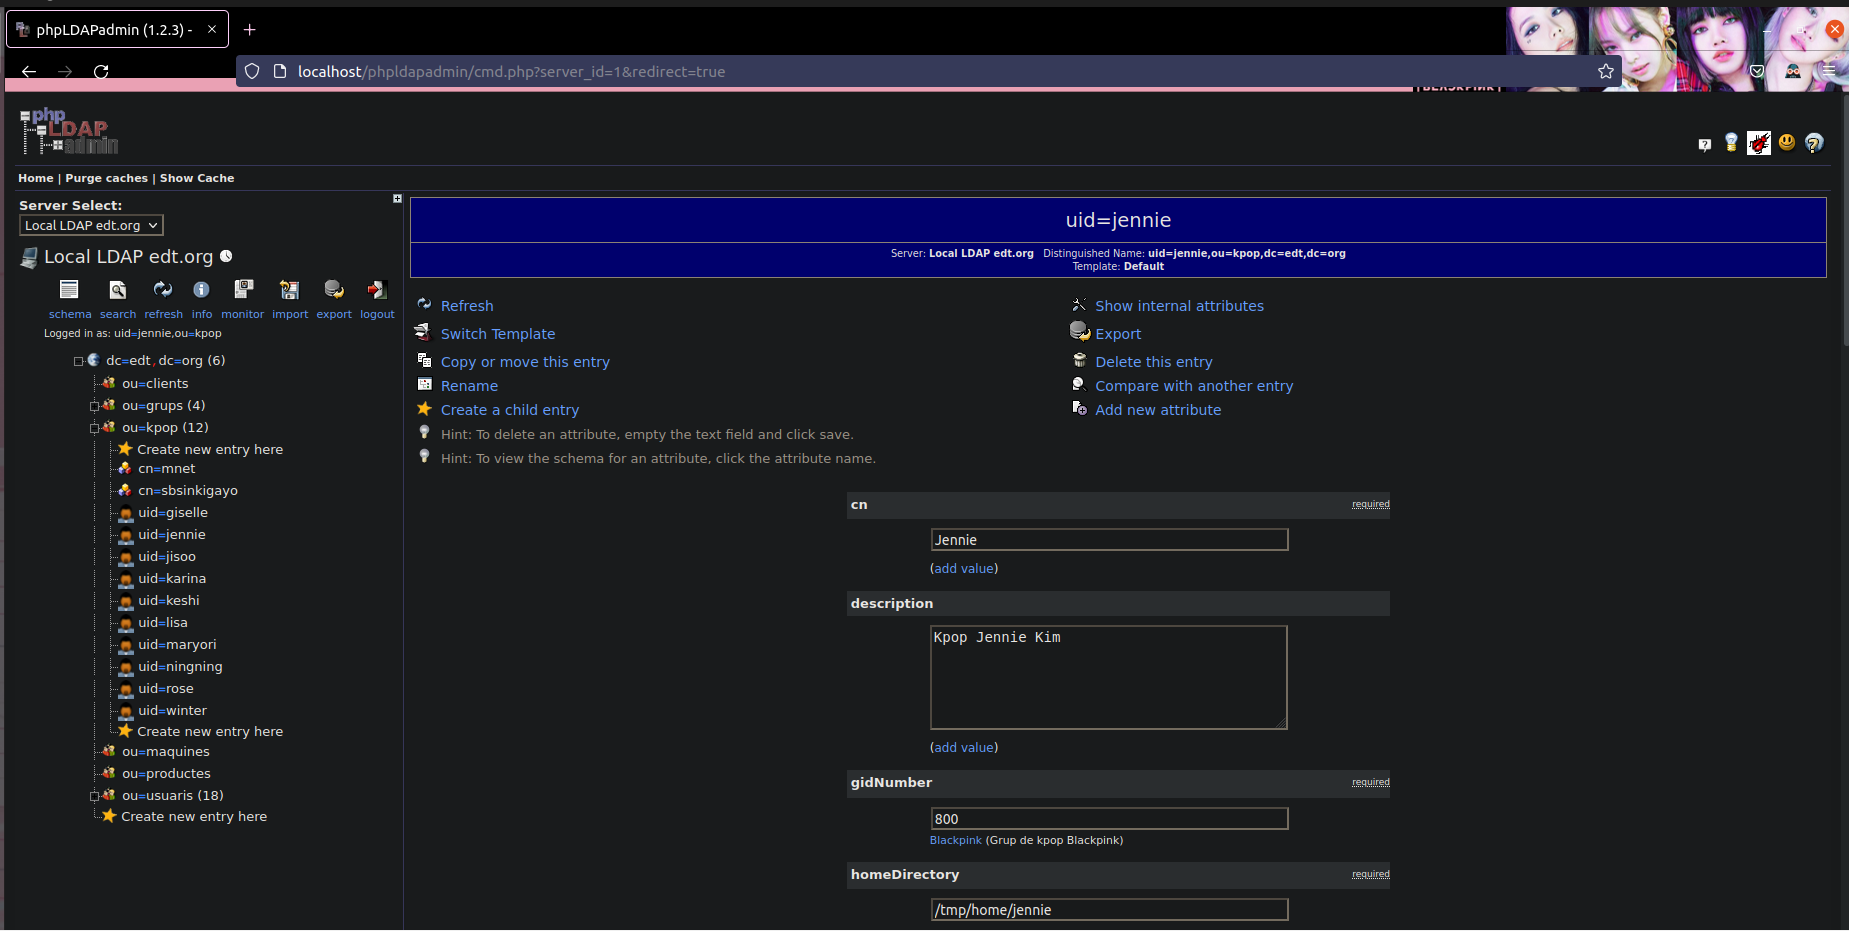 phpLDAPadmin (1.2.3) -
localhost/phpldapadmin/cmd.php?server_id=1&redirect=true
BLACKPINK
php
LDAP
admin
Home | Purge caches | Show Cache
Server Select:
Local LDAP edt.org
Local LDAP edt.org
schema search refresh info monitor import export logout
Logged in as: uid=jennie,ou=kpop
dc=edt,dc=org (6)
ou=clients
ou=grups (4)
ou=kpop (12)
Create new entry here
cn=mnet
cn=sbsinkigayo
uid=giselle
uid=jennie
uid=jisoo
uid=karina
uid=keshi
uid=lisa
uid=maryori
uid=ningning
uid=rose
uid=winter
Create new entry here
ou=maquines
ou=productes
ou=usuaris (18)
Create new entry here
uid=jennie
Server: Local LDAP edt.org Distinguished Name: uid=jennie,ou=kpop,dc=edt,dc=org
Template: Default
Refresh
Show internal attributes
Switch Template
Export
Copy or move this entry
Delete this entry
Rename
Compare with another entry
Create a child entry
Add new attribute
Hint: To delete an attribute, empty the text field and click save.
Hint: To view the schema for an attribute, click the attribute name.
cn required
Jennie
(add value)
description
Kpop Jennie Kim
(add value)
gidNumber required
800
Blackpink (Grup de kpop Blackpink)
homeDirectory required
/tmp/home/jennie